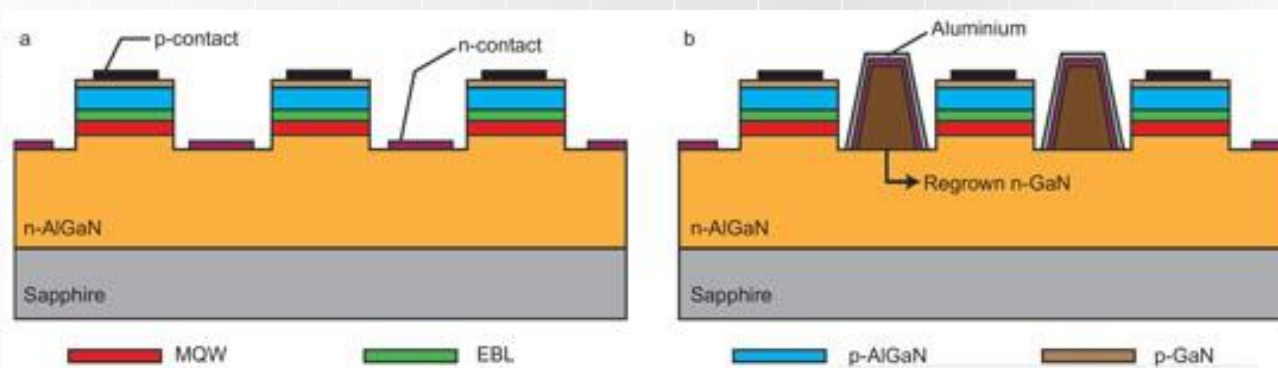 a
p-contact
n-contact
n-AlGaN
Sapphire
b
Aluminium
Regrown n-GaN
n-AlGaN
Sapphire
MQW
EBL
p-AlGaN
p-GaN